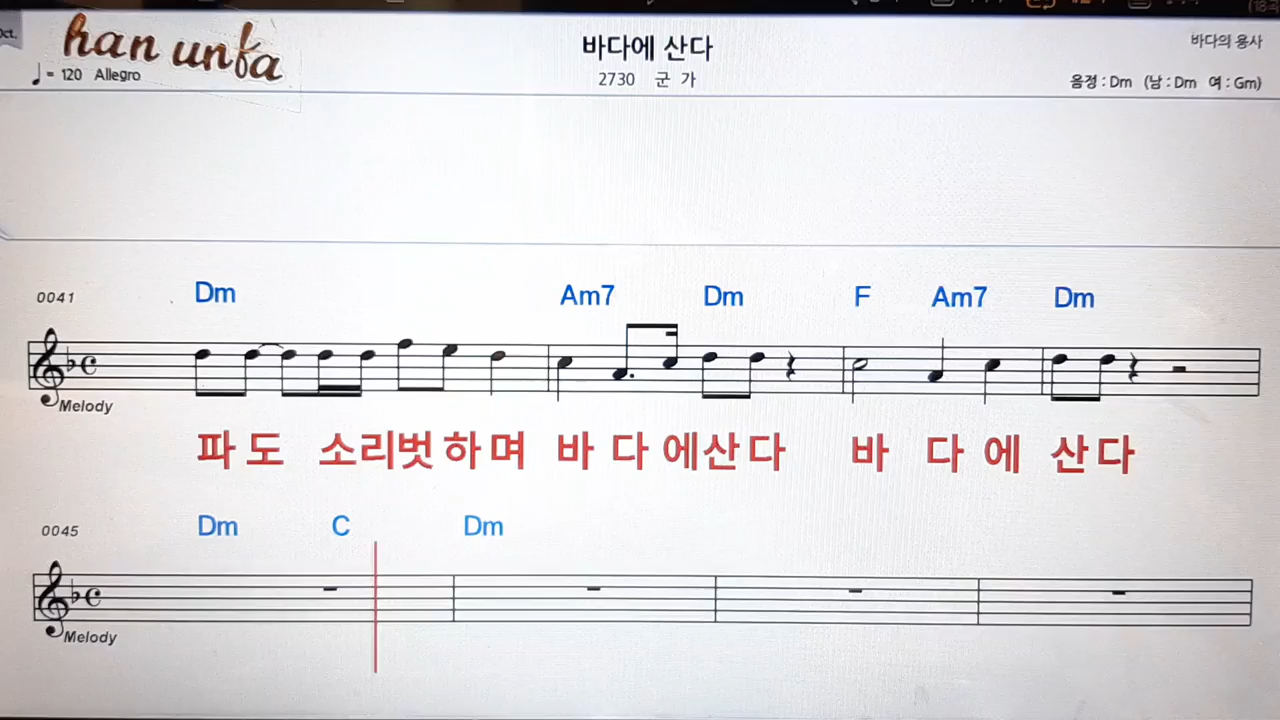 han unfa
바다에 산다
바다의 용사
♩= 120 Allegro
2730 군 가
음정 : Dm (남 : Dm 여 : Gm)
0041 Dm Am7 Dm F Am7 Dm
Melody
파 도 소리벗 하 며 바 다 에산 다 바 다 에 산 다
0045 Dm C Dm
Melody